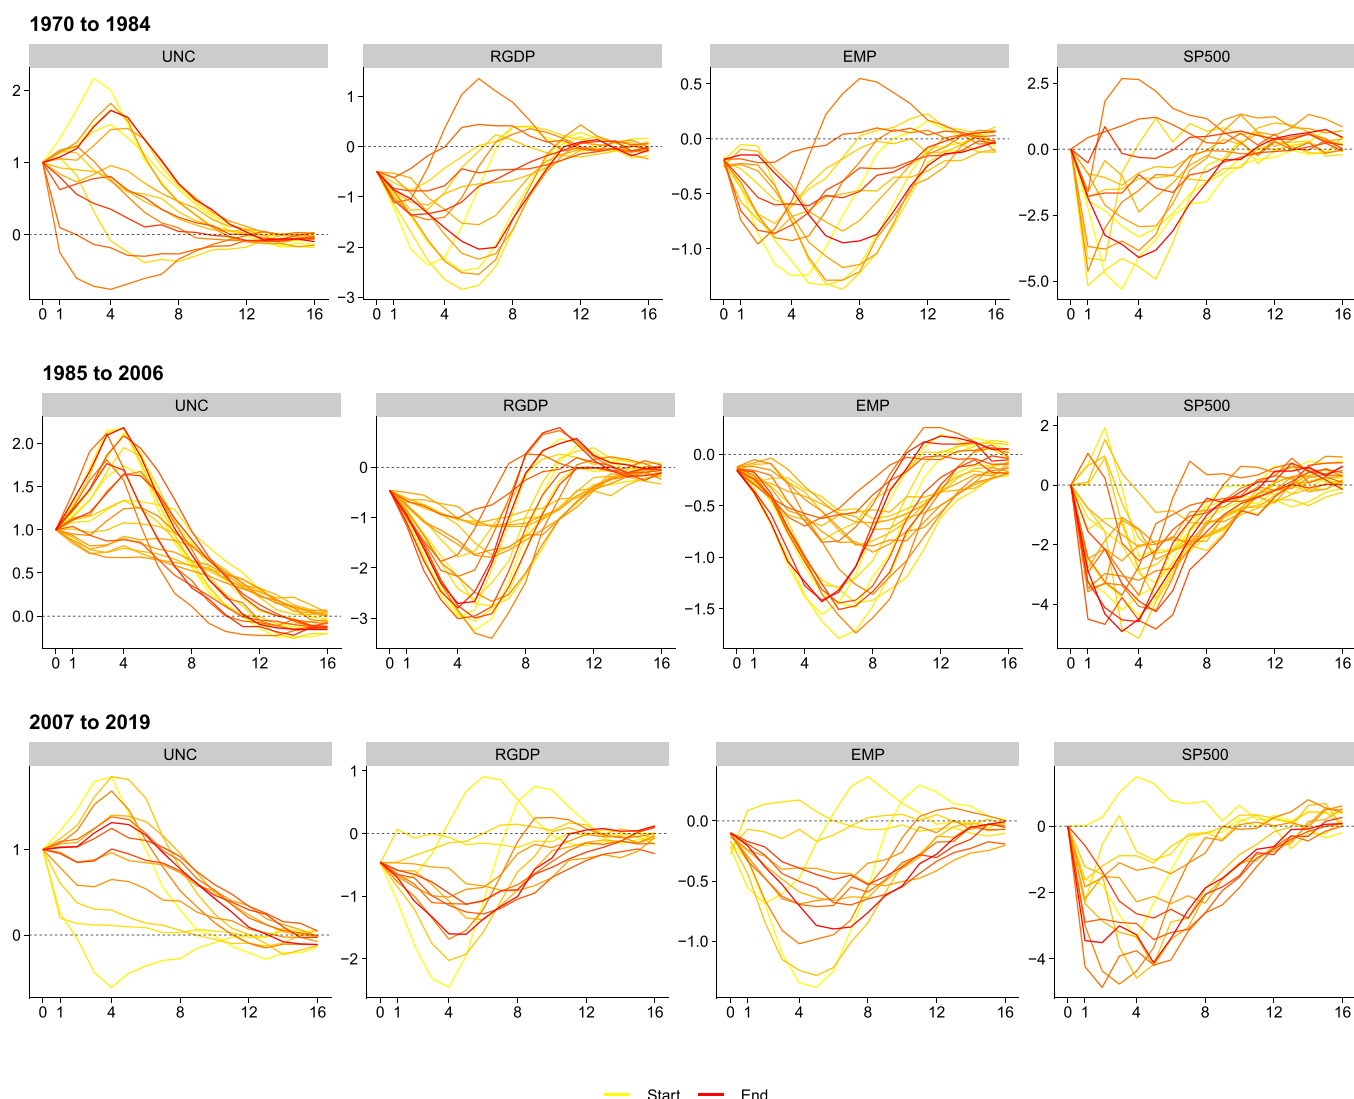 1970 to 1984
UNC RGDP EMP SP500
2 1 0
1 0 −1 −2 −3
0.5 0.0 −0.5 −1.0
2.5 0.0 −2.5 −5.0
0 1 4 8 12 16 0 1 4 8 12 16 0 1 4 8 12 16 0 1 4 8 12 16
1985 to 2006
UNC RGDP EMP SP500
2.0 1.5 1.0 0.5 0.0
0 −1 −2 −3
0.0 −0.5 −1.0 −1.5
2 0 −2 −4
0 1 4 8 12 16 0 1 4 8 12 16 0 1 4 8 12 16 0 1 4 8 12 16
2007 to 2019
UNC RGDP EMP SP500
1 0
1 0 −1 −2
0.0 −0.5 −1.0
0 −2 −4
0 1 4 8 12 16 0 1 4 8 12 16 0 1 4 8 12 16 0 1 4 8 12 16
Start End